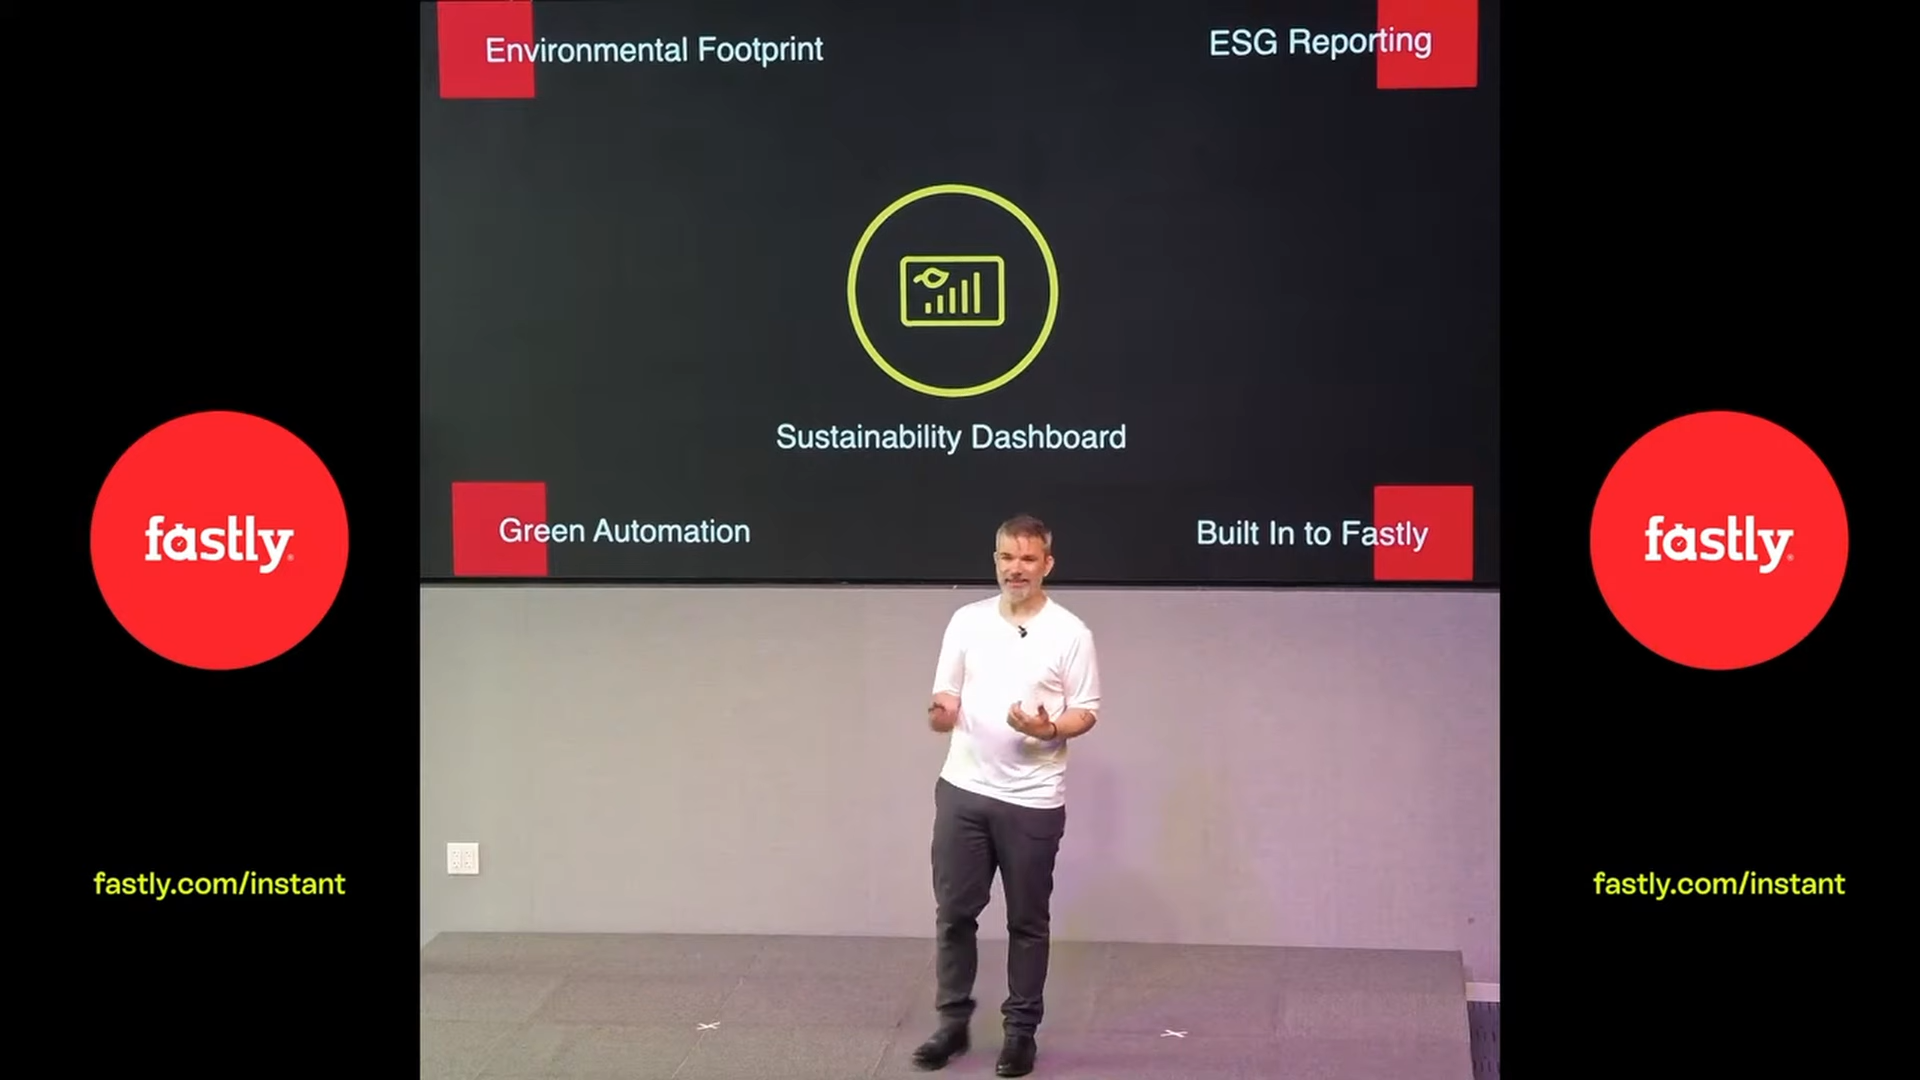 Environmental Footprint
ESG Reporting
Sustainability Dashboard
Green Automation
Built In to Fastly
fastly
fastly.com/instant
fastly
fastly.com/instant